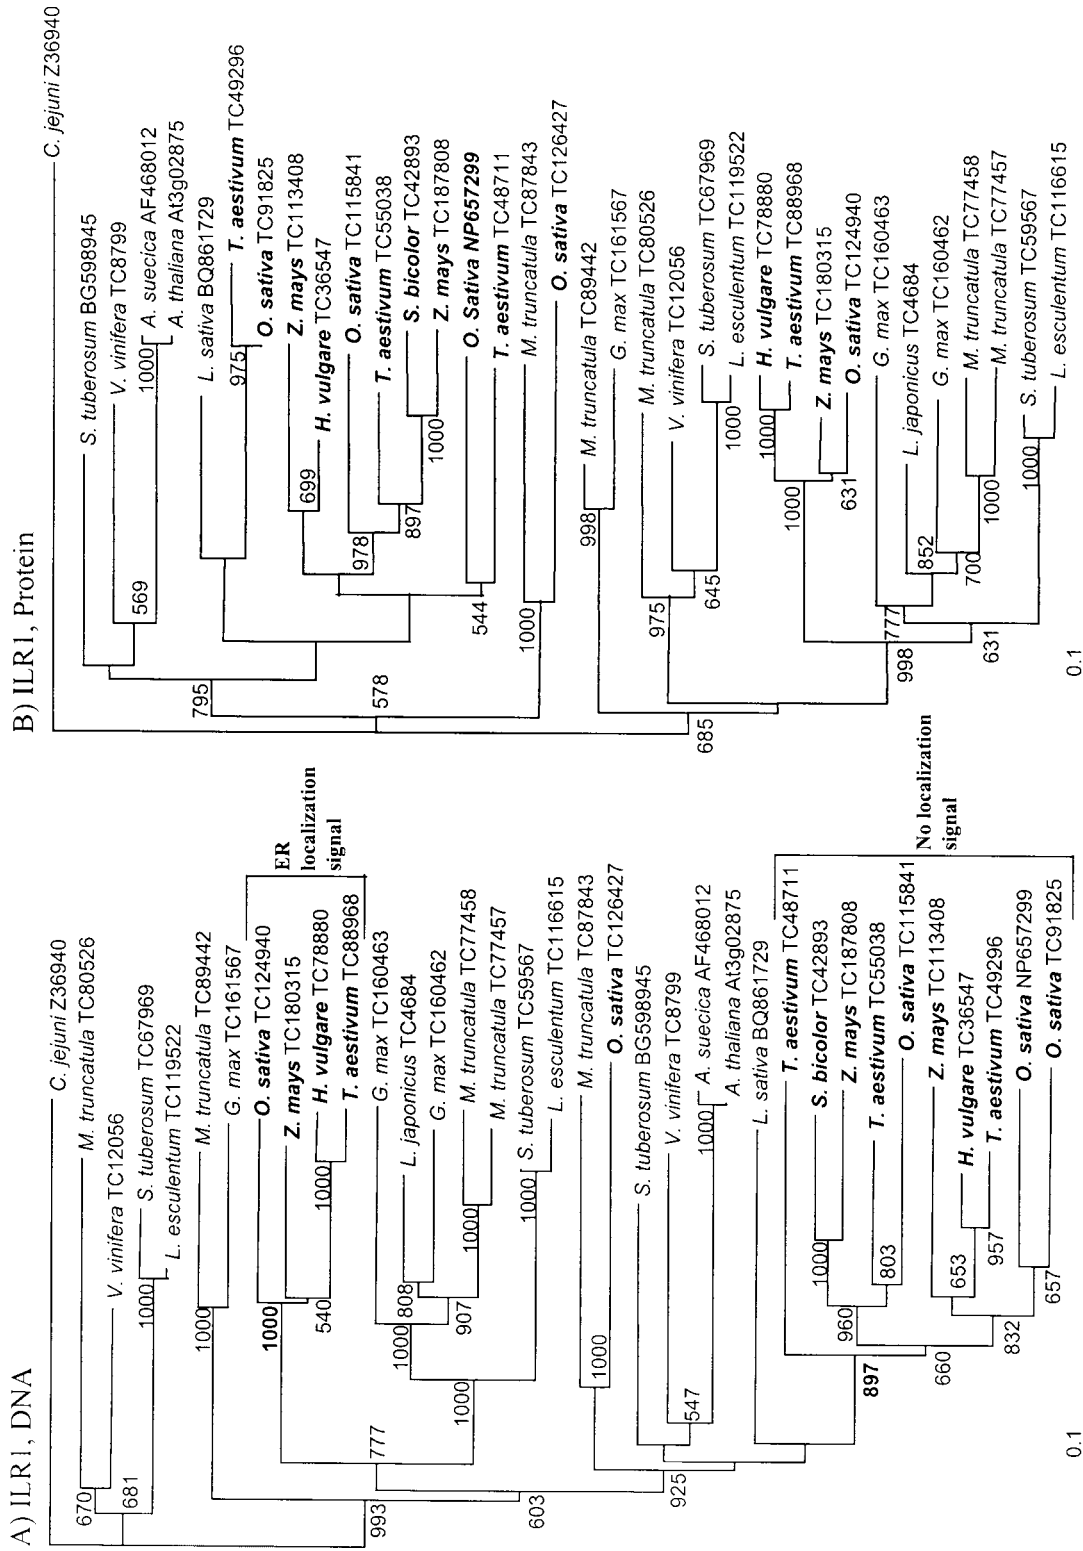 A) ILR1, DNA
C. jejuni Z36940
M. truncatula TC80526
V. vinifera TC12056
S. tuberosum TC67969
L. esculentum TC119522
M. truncatula TC89442
G. max TC161567
O. sativa TC124940
Z. mays TC180315
H. vulgare TC78880
T. aestivum TC88968
G. max TC160463
L. japonicus TC4684
G. max TC160462
M. truncatula TC77458
M. truncatula TC77457
S. tuberosum TC59567
L. esculentum TC116615
M. truncatula TC87843
O. sativa TC126427
S. tuberosum BG598945
V. vinifera TC8799
A. suecica AF468012
A. thaliana At3g02875
L. sativa BQ861729
T. aestivum TC48711
S. bicolor TC42893
Z. mays TC187808
T. aestivum TC55038
O. sativa TC115841
Z. mays TC113408
H. vulgare TC36547
T. aestivum TC49296
O. sativa NP657299
O. sativa TC91825
ER
localization
signal
No localization
signal
670
681
1000
1000
993
1000
540
1000
777
1000
808
907
1000
1000
1000
603
925
1000
547
1000
897
1000
960
803
660
653
957
832
657
0.1
B) ILR1, Protein
C. jejuni Z36940
S. tuberosum BG598945
V. vinifera TC8799
A. suecica AF468012
A. thaliana At3g02875
L. sativa BQ861729
T. aestivum TC49296
O. sativa TC91825
Z. mays TC113408
H. vulgare TC36547
O. sativa TC115841
T. aestivum TC55038
S. bicolor TC42893
Z. mays TC187808
O. Sativa NP657299
T. aestivum TC48711
M. truncatula TC87843
O. sativa TC126427
M. truncatula TC89442
G. max TC161567
M. truncatula TC80526
V. vinifera TC12056
S. tuberosum TC67969
L. esculentum TC119522
H. vulgare TC78880
T. aestivum TC88968
Z. mays TC180315
O. sativa TC124940
G. max TC160463
L. japonicus TC4684
G. max TC160462
M. truncatula TC77458
M. truncatula TC77457
S. tuberosum TC59567
L. esculentum TC116615
569
1000
795
975
699
978
897
1000
544
578
1000
998
685
975
645
1000
1000
1000
631
998
777
852
700
1000
631
1000
0.1